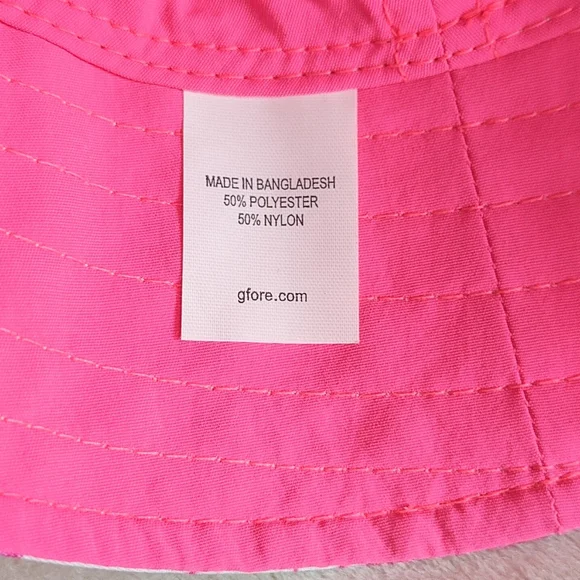 MADE IN BANGLADESH
50% POLYESTER
50% NYLON
gfore.com